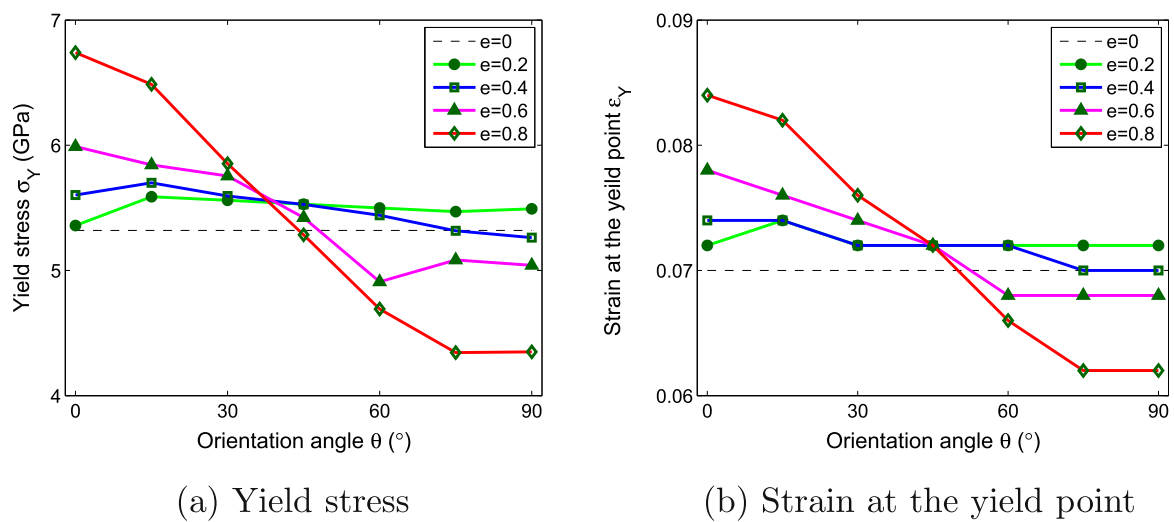 7
6
5
4
Yield stress σY (GPa)
0
30
60
90
Orientation angle θ (°)
e=0
e=0.2
e=0.4
e=0.6
e=0.8
(a) Yield stress
0.09
0.08
0.07
0.06
Strain at the yeild point εY
0
30
60
90
Orientation angle θ (°)
e=0
e=0.2
e=0.4
e=0.6
e=0.8
(b) Strain at the yield point